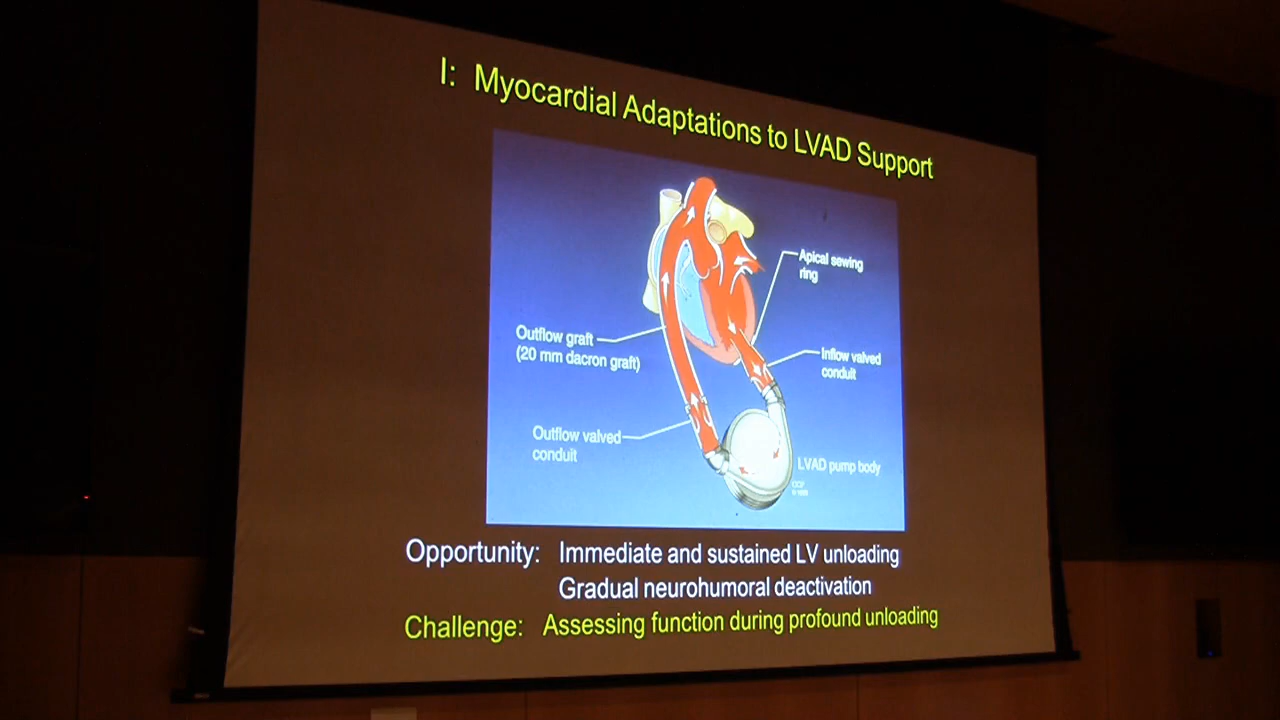 I: Myocardial Adaptations to LVAD Support
Apical sewing
ring
Outflow graft
(20 mm dacron graft)
Inflow valved
conduit
Outflow valved
conduit
LVAD pump body
CCF
Opportunity: Immediate and sustained LV unloading
Gradual neurohumoral deactivation
Challenge: Assessing function during profound unloading